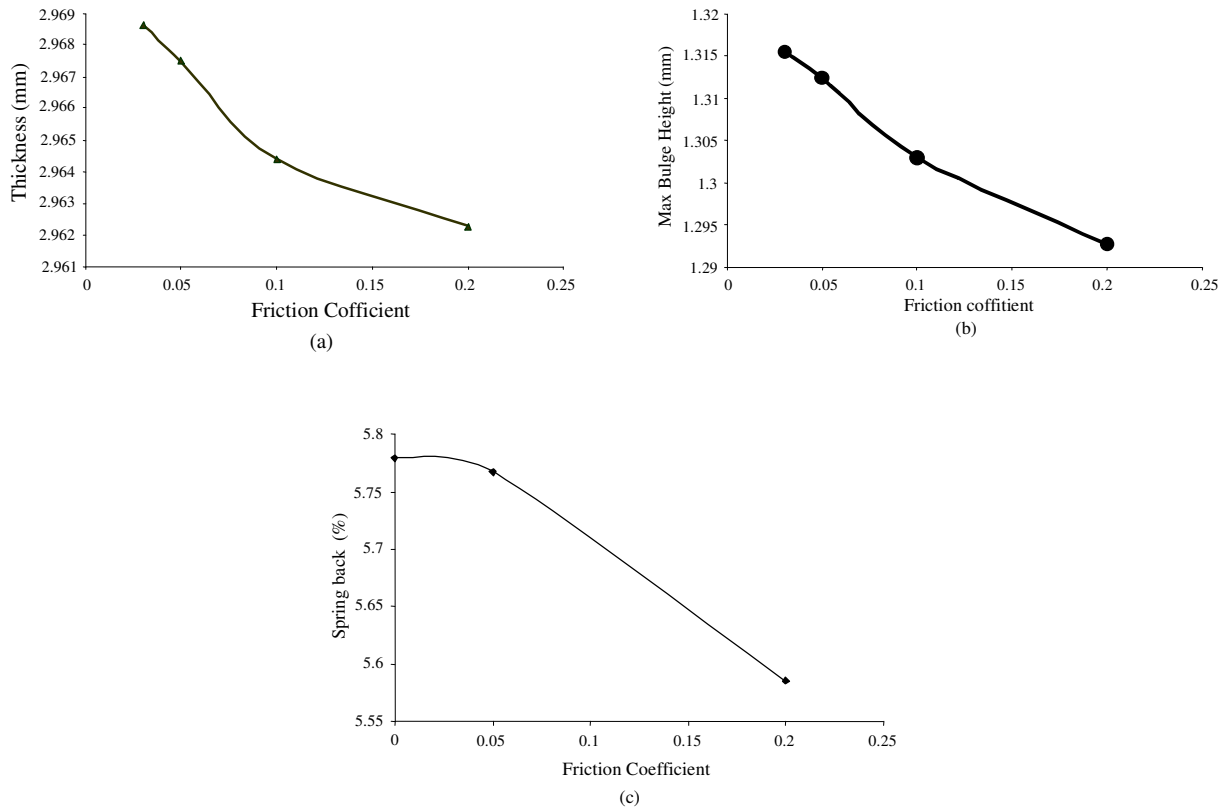 2.969
2.968
2.967
2.966
2.965
2.964
2.963
2.962
2.961
Thickness (mm)
0 0.05 0.1 0.15 0.2 0.25
Friction Cofficient
(a)
1.32
1.315
1.31
1.305
1.3
1.295
1.29
Max Bulge Height (mm)
0 0.05 0.1 0.15 0.2 0.25
Friction coffitient
(b)
5.8
5.75
5.7
5.65
5.6
5.55
Spring back (%)
0 0.05 0.1 0.15 0.2 0.25
Friction Coefficient
(c)